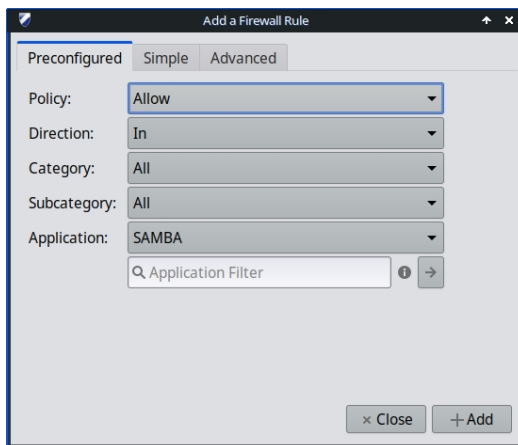 Add a Firewall Rule
Preconfigured Simple Advanced
Policy: Allow
Direction: In
Category: All
Subcategory: All
Application: SAMBA
Application Filter
Close Add